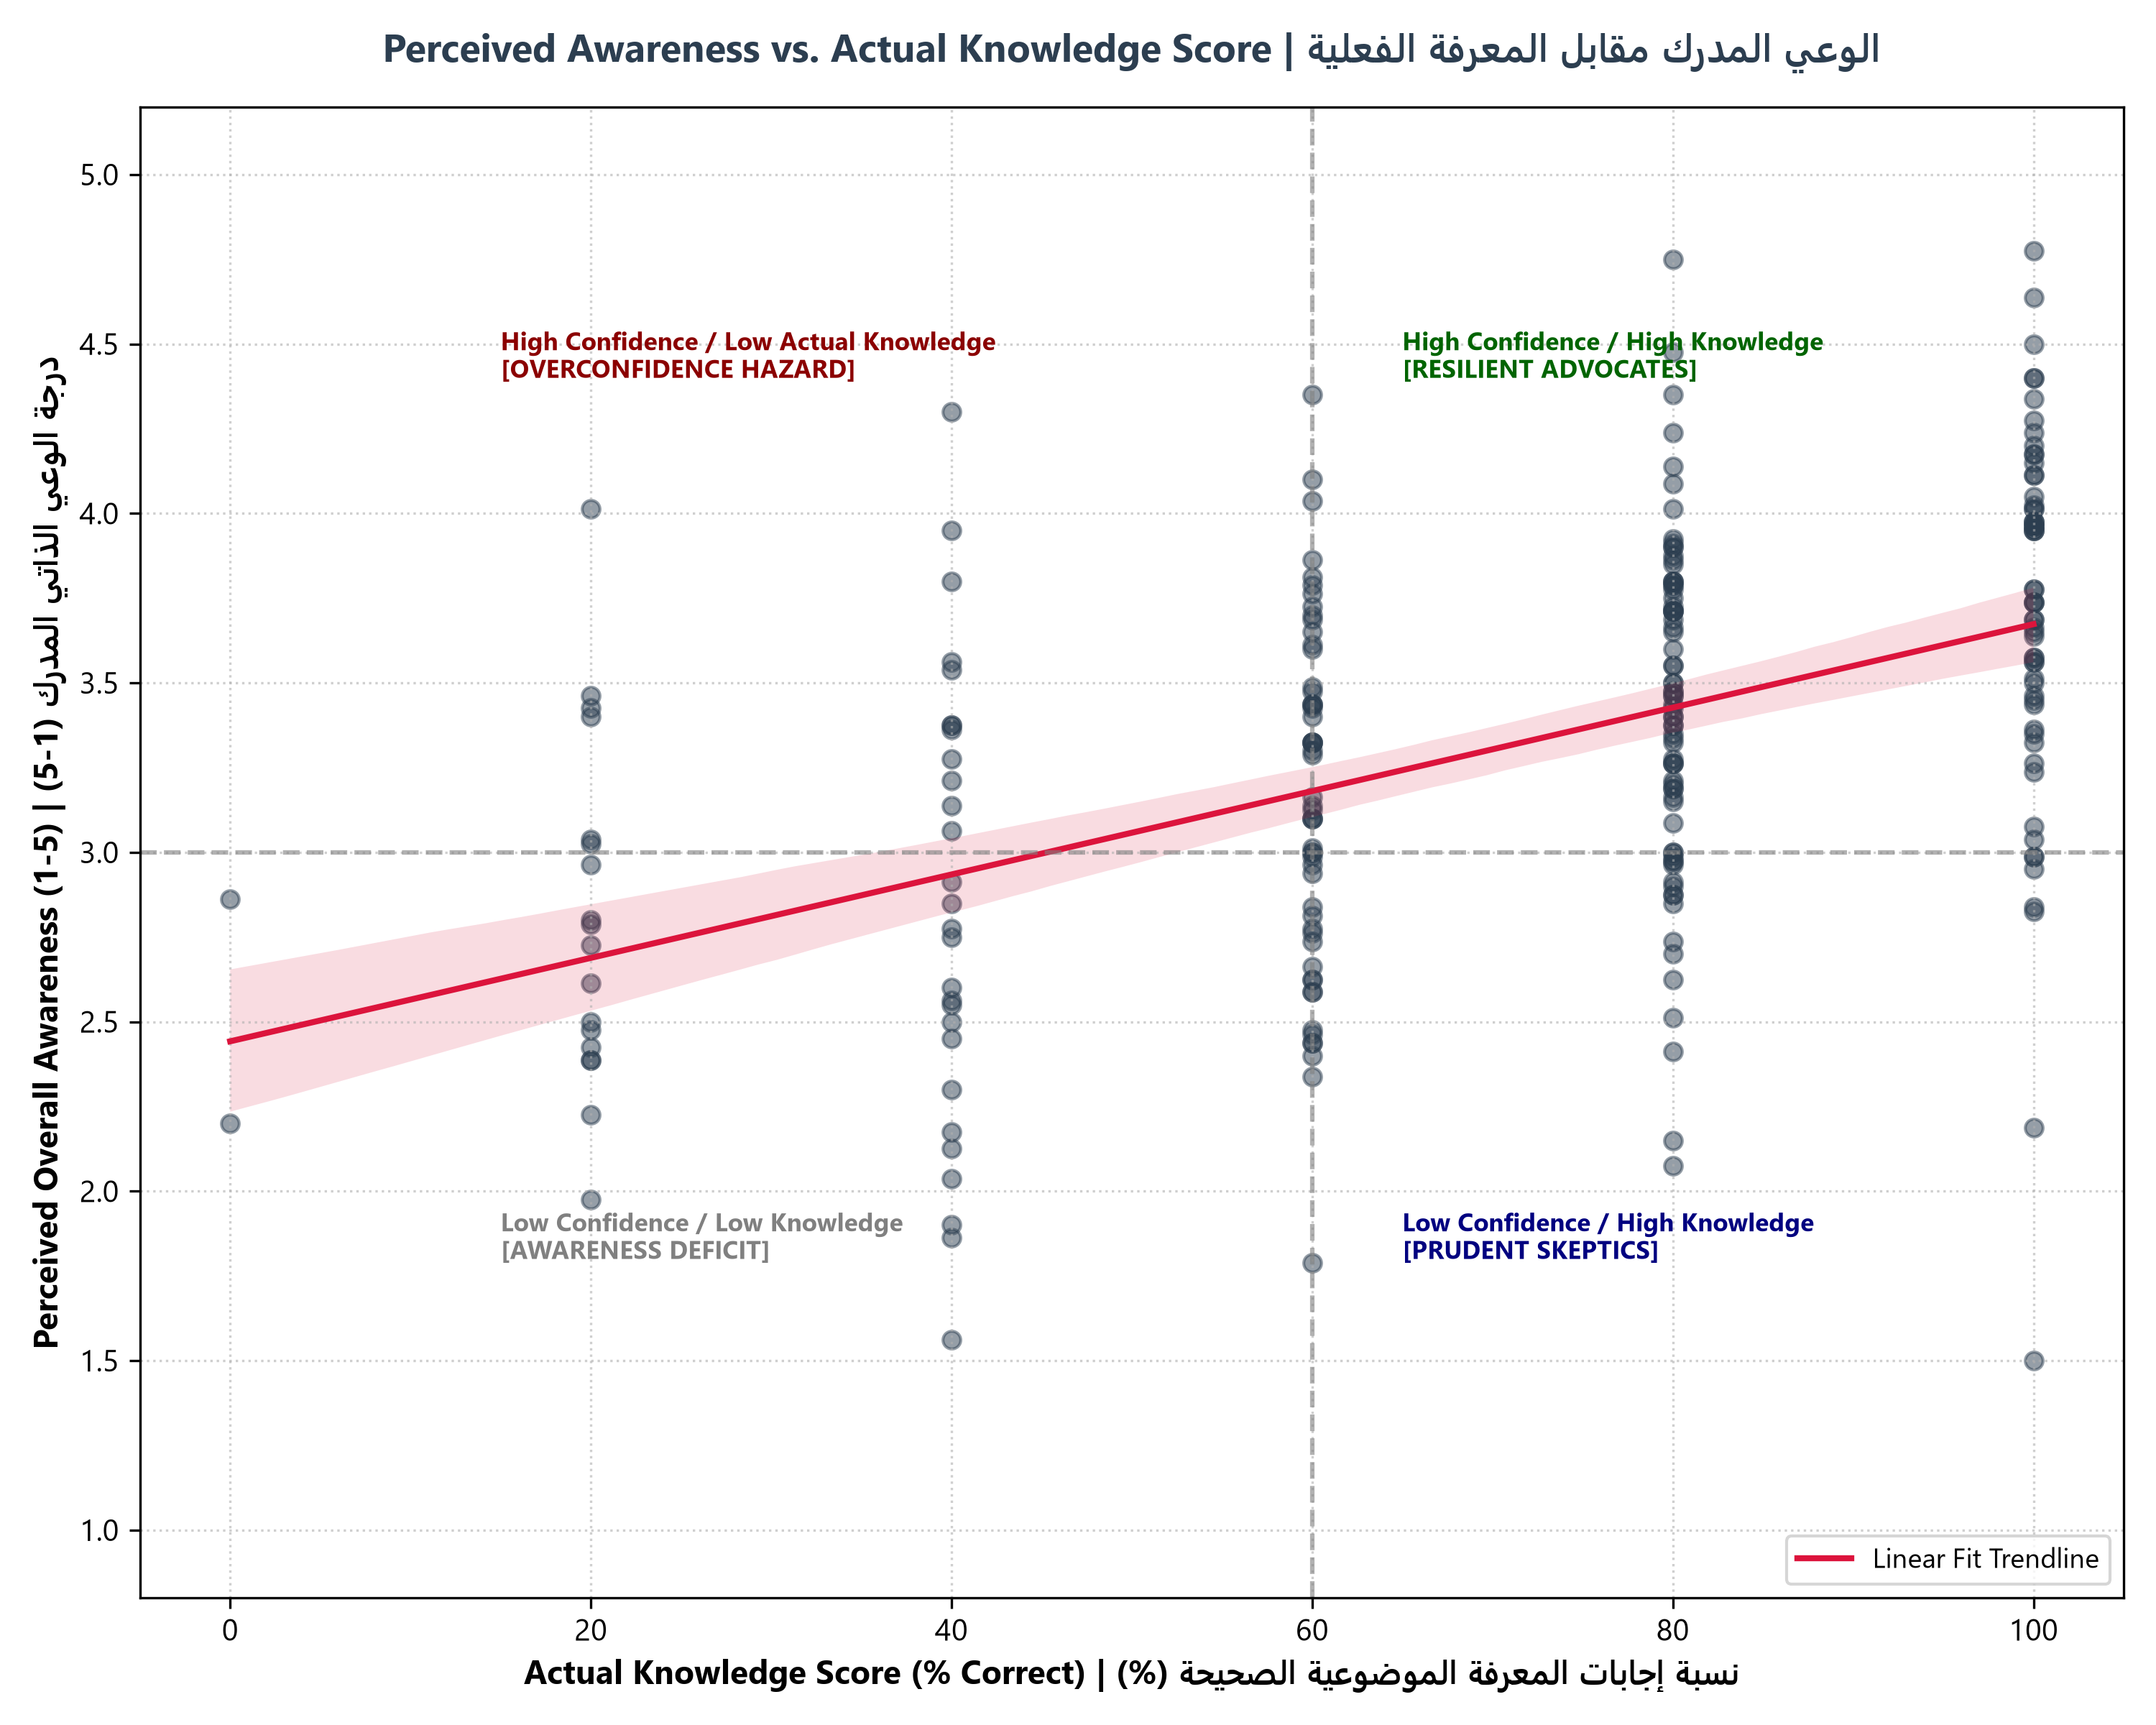 Perceived Awareness vs. Actual Knowledge Score | الوعي المدرك مقابل المعرفة الفعلية
Perceived Overall Awareness (1-5) | (5-1) درجة الوعي الذاتي المدرك
5.0
4.5
4.0
3.5
3.0
2.5
2.0
1.5
1.0
High Confidence / Low Actual Knowledge
[OVERCONFIDENCE HAZARD]
High Confidence / High Knowledge
[RESILIENT ADVOCATES]
Low Confidence / Low Knowledge
[AWARENESS DEFICIT]
Low Confidence / High Knowledge
[PRUDENT SKEPTICS]
Linear Fit Trendline
0 20 40 60 80 100
Actual Knowledge Score (% Correct) | (%) نسبة إجابات المعرفة الموضوعية الصحيحة